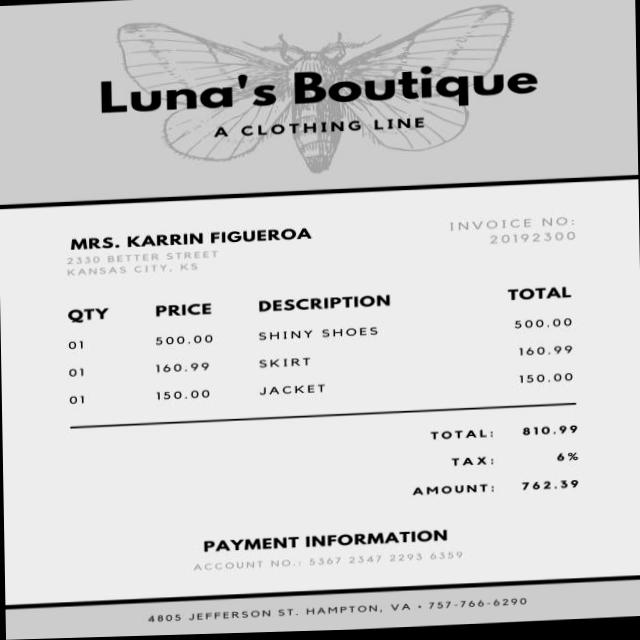 Luna's Boutique
A CLOTHING LINE
MRS. KARRIN FIGUEROA
2330 BETTER STREET
KANSAS CITY, KS
INVOICE NO:
20192300
QTY PRICE DESCRIPTION TOTAL
01 500.00 SHINY SHOES 500.00
01 160.99 SKIRT 160.99
01 150.00 JACKET 150.00
TOTAL: 810.99
TAX: 6%
AMOUNT: 762.39
PAYMENT INFORMATION
ACCOUNT NO.: 5367 2347 2293 6359
4805 JEFFERSON ST. HAMPTON, VA • 757-766-6290